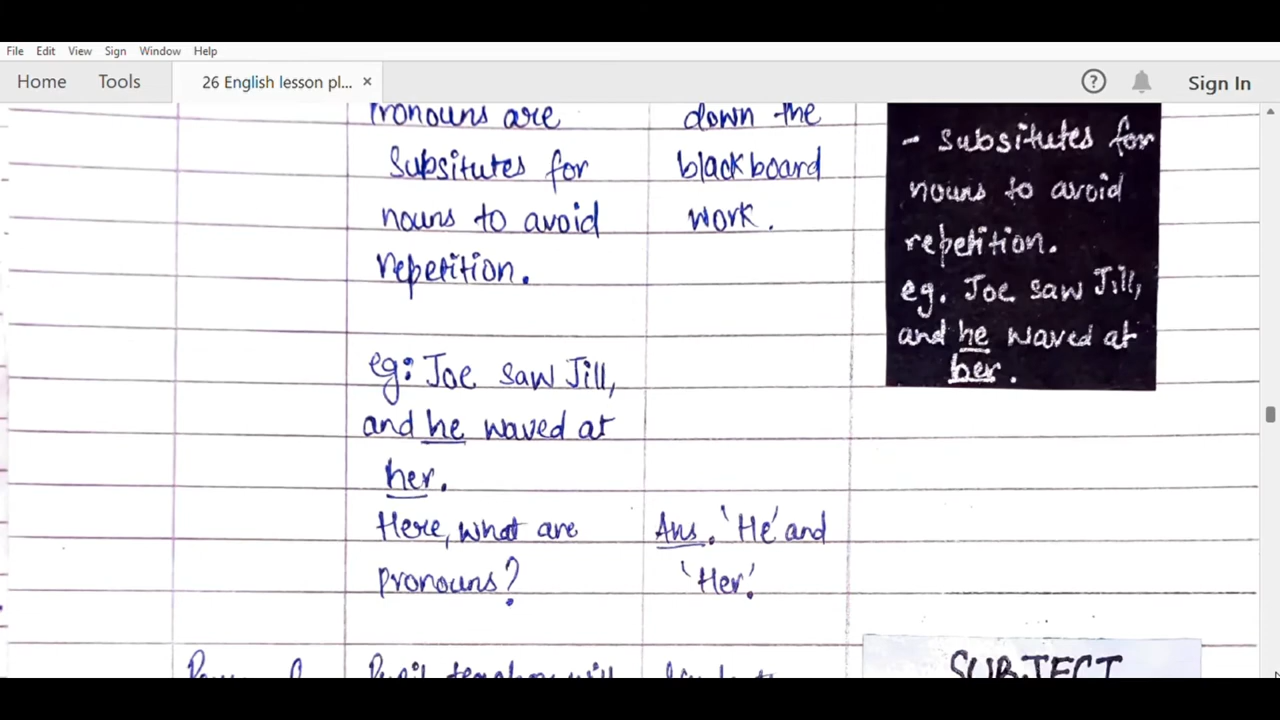 File Edit View Sign Window Help
Home Tools 26 English lesson pl... × ? Sign In
Pronouns are
Subsitutes for
nouns to avoid
repetition.
eg: Joe saw Jill,
and he waved at
her.
Here, what are
pronouns?
down the
blackboard
work.
Ans. 'He' and
'Her'.
- Subsitutes for
nouns to avoid
repetition.
eg. Joe saw Jill,
and he waved at
her.
Pupil teacher will
SUBJECT